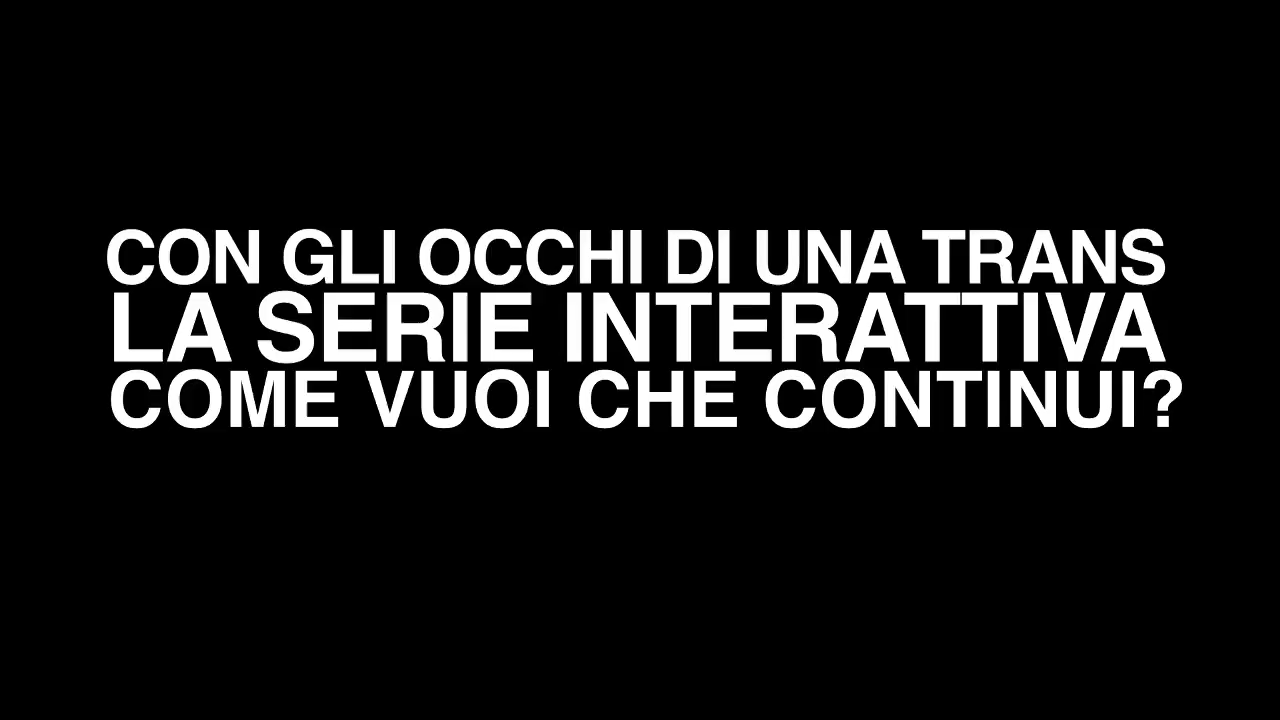 CON GLI OCCHI DI UNA TRANS
LA SERIE INTERATTIVA
COME VUOI CHE CONTINUI?